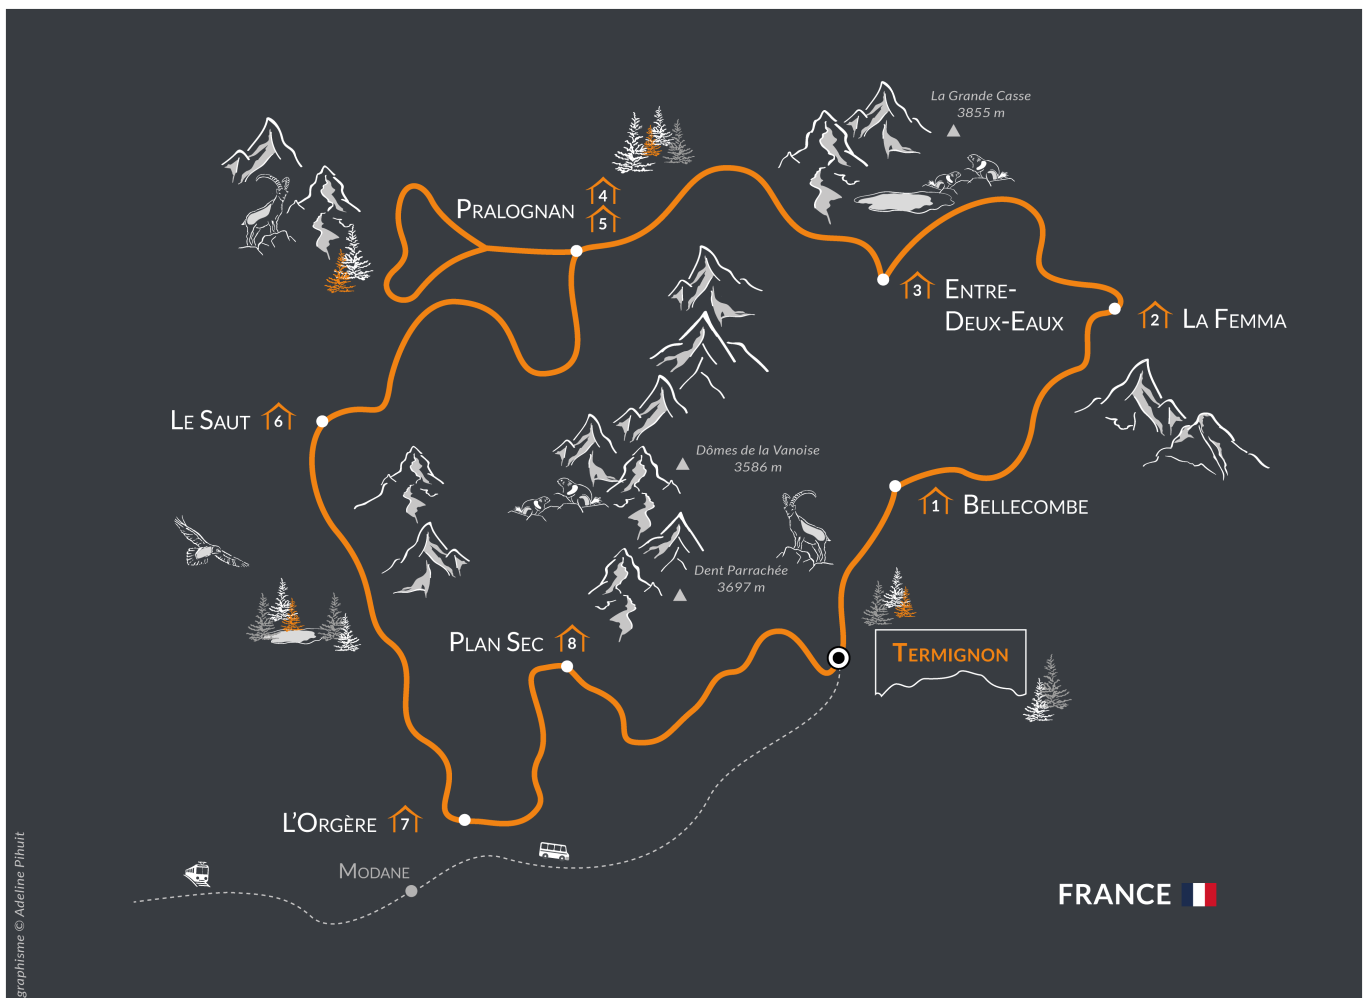 La Grande Casse
3855 m
PRALOGNAN
4
5
3
ENTRE-
DEUX-EAUX
2
LA FEMMA
LE SAUT
6
Dômes de la Vanoise
3586 m
1
BELLECOMBE
Dent Parrachée
3697 m
PLAN SEC
8
TERMIGNON
L'ORGÈRE
7
MODANE
FRANCE
graphisme © Adeline Pihuit